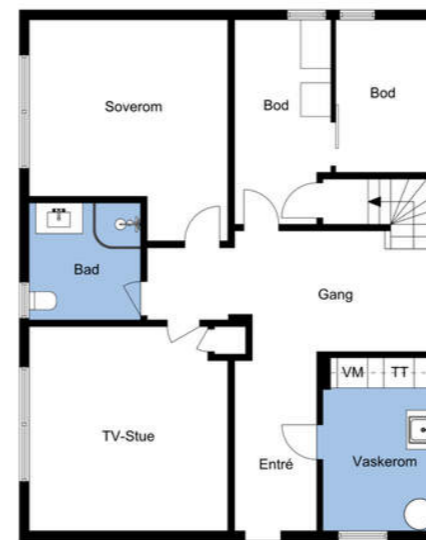 Soverom
Bod
Bod
Bad
Gang
VM
TT
TV-Stue
Entré
Vaskerom